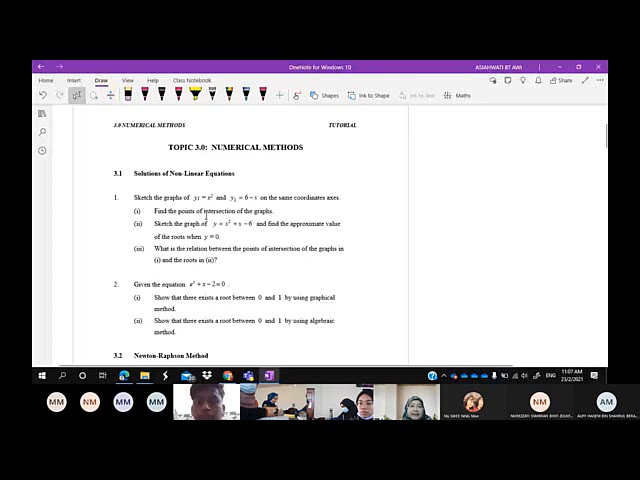 OneNote for Windows 10
ASIAHWATI BT AWI
Home Insert Draw View Help Class Notebook
Share
Shapes Ink to Shape Ink to Text Maths
3.0 NUMERICAL METHODS TUTORIAL
TOPIC 3.0: NUMERICAL METHODS
3.1 Solutions of Non-Linear Equations
1. Sketch the graphs of y₁ = x² and y₂ = 6 − x on the same coordinates axes.
(i) Find the points of intersection of the graphs.
(ii) Sketch the graph of y = x² + x − 6 and find the approximate value
of the roots when y = 0.
(iii) What is the relation between the points of intersection of the graphs in
(i) and the roots in (ii)?
2. Given the equation eˣ + x − 2 = 0 .
(i) Show that there exists a root between 0 and 1 by using graphical
method.
(ii) Show that there exists a root between 0 and 1 by using algebraic
method.
3.2 Newton-Raphson Method
ENG
11:07 AM
23/2/2021
MM NM MM MM NM AM